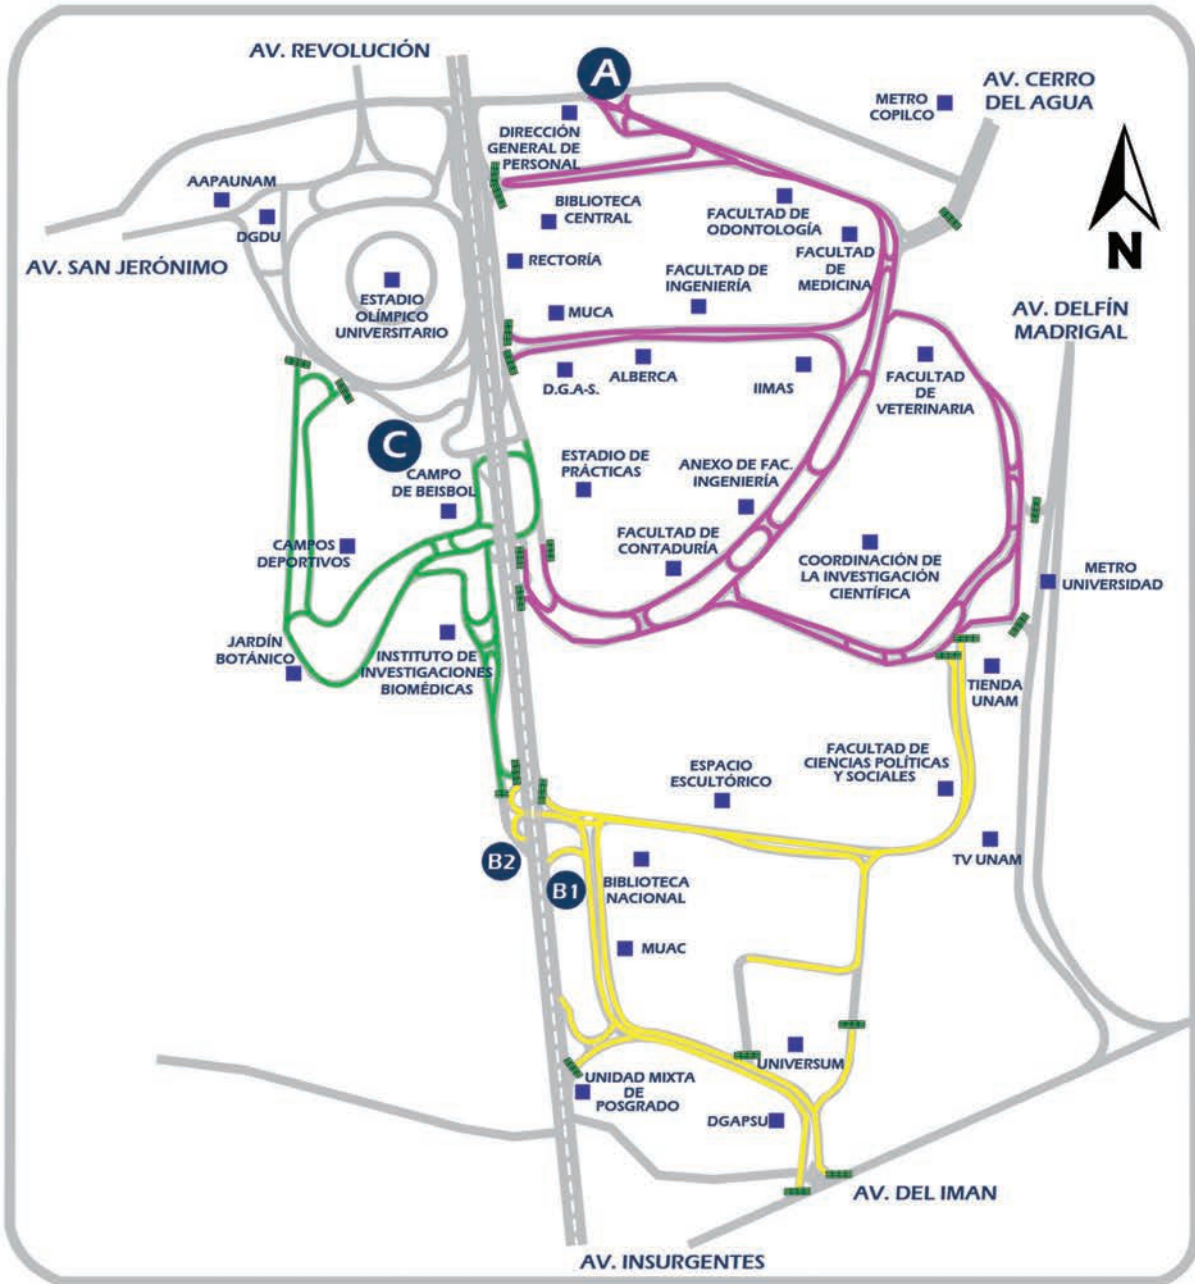 AV. REVOLUCIÓN
A
AV. CERRO
DEL AGUA
METRO
COPILCO
DIRECCIÓN
GENERAL DE
PERSONAL
AAPAUNAM
DGDU
BIBLIOTECA
CENTRAL
FACULTAD DE
ODONTOLOGÍA
FACULTAD
DE
MEDICINA
N
AV. SAN JERÓNIMO
RECTORÍA
FACULTAD DE
INGENIERÍA
ESTADIO
OLÍMPICO
UNIVERSITARIO
MUCA
AV. DELFÍN
MADRIGAL
D.G.A-S.
ALBERCA
IIMAS
FACULTAD
DE
VETERINARIA
C
CAMPO
DE BEISBOL
ESTADIO DE
PRÁCTICAS
ANEXO DE FAC.
INGENIERÍA
CAMPOS
DEPORTIVOS
FACULTAD DE
CONTADURÍA
COORDINACIÓN DE
LA INVESTIGACIÓN
CIENTÍFICA
METRO
UNIVERSIDAD
JARDÍN
BOTÁNICO
INSTITUTO DE
INVESTIGACIONES
BIOMÉDICAS
TIENDA
UNAM
ESPACIO
ESCULTÓRICO
FACULTAD DE
CIENCIAS POLÍTICAS
Y SOCIALES
B2
B1
BIBLIOTECA
NACIONAL
TV UNAM
MUAC
UNIVERSUM
UNIDAD MIXTA
DE
POSGRADO
DGAPSU
AV. DEL IMAN
AV. INSURGENTES